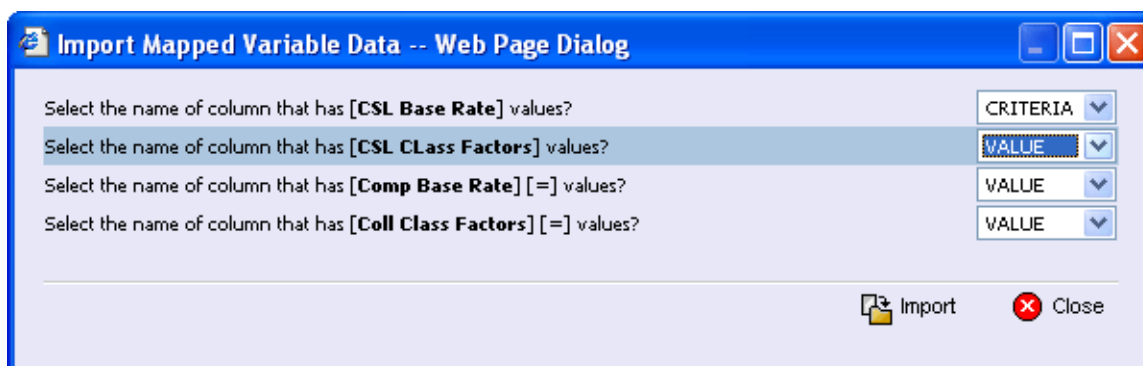 Import Mapped Variable Data -- Web Page Dialog
Select the name of column that has [CSL Base Rate] values? CRITERIA
Select the name of column that has [CSL CLass Factors] values? VALUE
Select the name of column that has [Comp Base Rate] [=] values? VALUE
Select the name of column that has [Coll Class Factors] [=] values? VALUE
Import Close